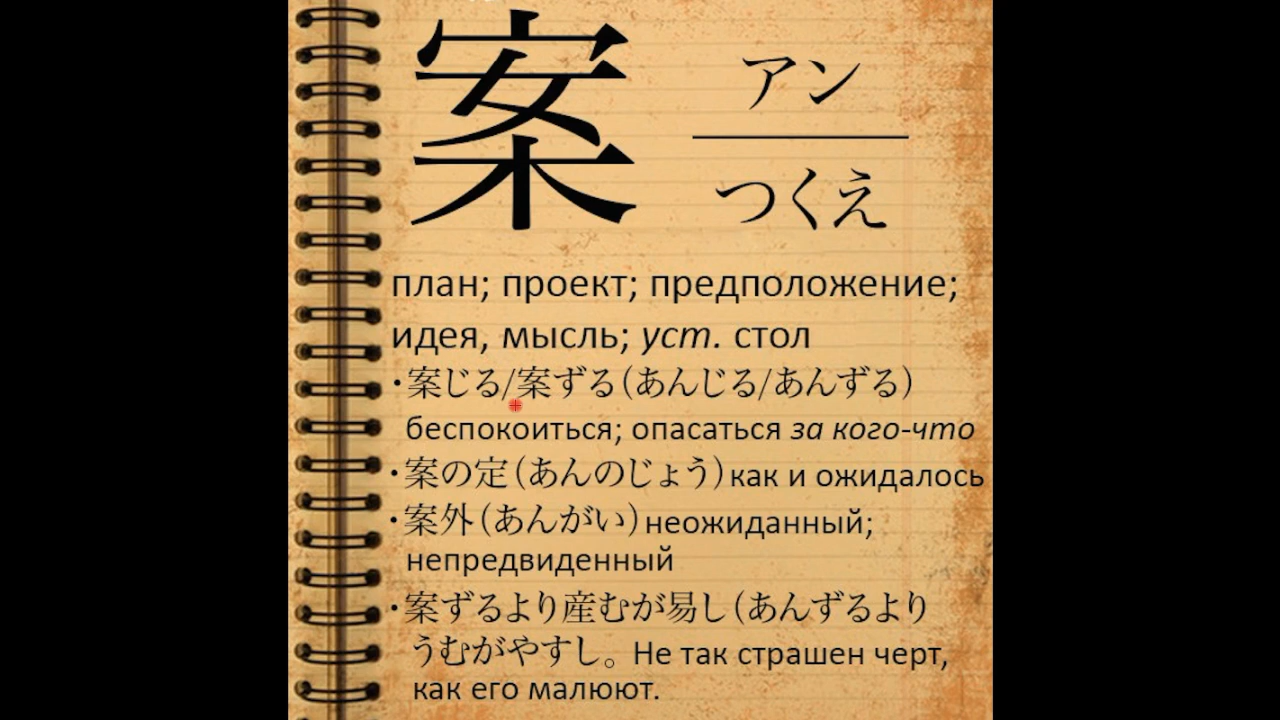 案
アン
つくえ
план; проект; предположение;
идея, мысль; уст. стол
・案じる/案ずる(あんじる/あんずる)
беспокоиться; опасаться за кого-что
・案の定(あんのじょう)как и ожидалось
・案外(あんがい)неожиданный;
непредвиденный
・案ずるより産むが易し(あんずるより
うむがやすし。Не так страшен черт,
как его малюют.